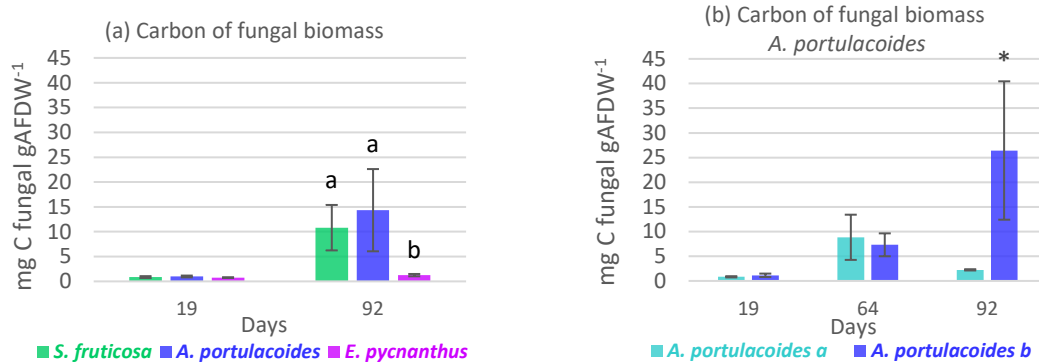 (a) Carbon of fungal biomass
mg C fungal gAFDW⁻¹
45
40
35
30
25
20
15
10
5
0
a
a
b
19
92
Days
S. fruticosa A. portulacoides E. pycnanthus
(b) Carbon of fungal biomass
A. portulacoides
mg C fungal gAFDW⁻¹
45
40
35
30
25
20
15
10
5
0
*
19
64
92
Days
A. portulacoides a A. portulacoides b